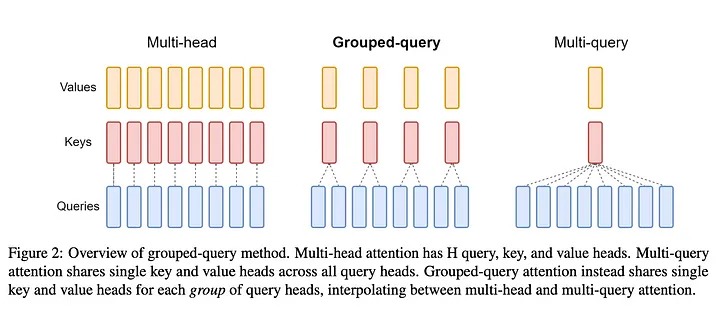 Multi-head Grouped-query Multi-query
Values
Keys
Queries
Figure 2: Overview of grouped-query method. Multi-head attention has H query, key, and value heads. Multi-query
attention shares single key and value heads across all query heads. Grouped-query attention instead shares single
key and value heads for each group of query heads, interpolating between multi-head and multi-query attention.